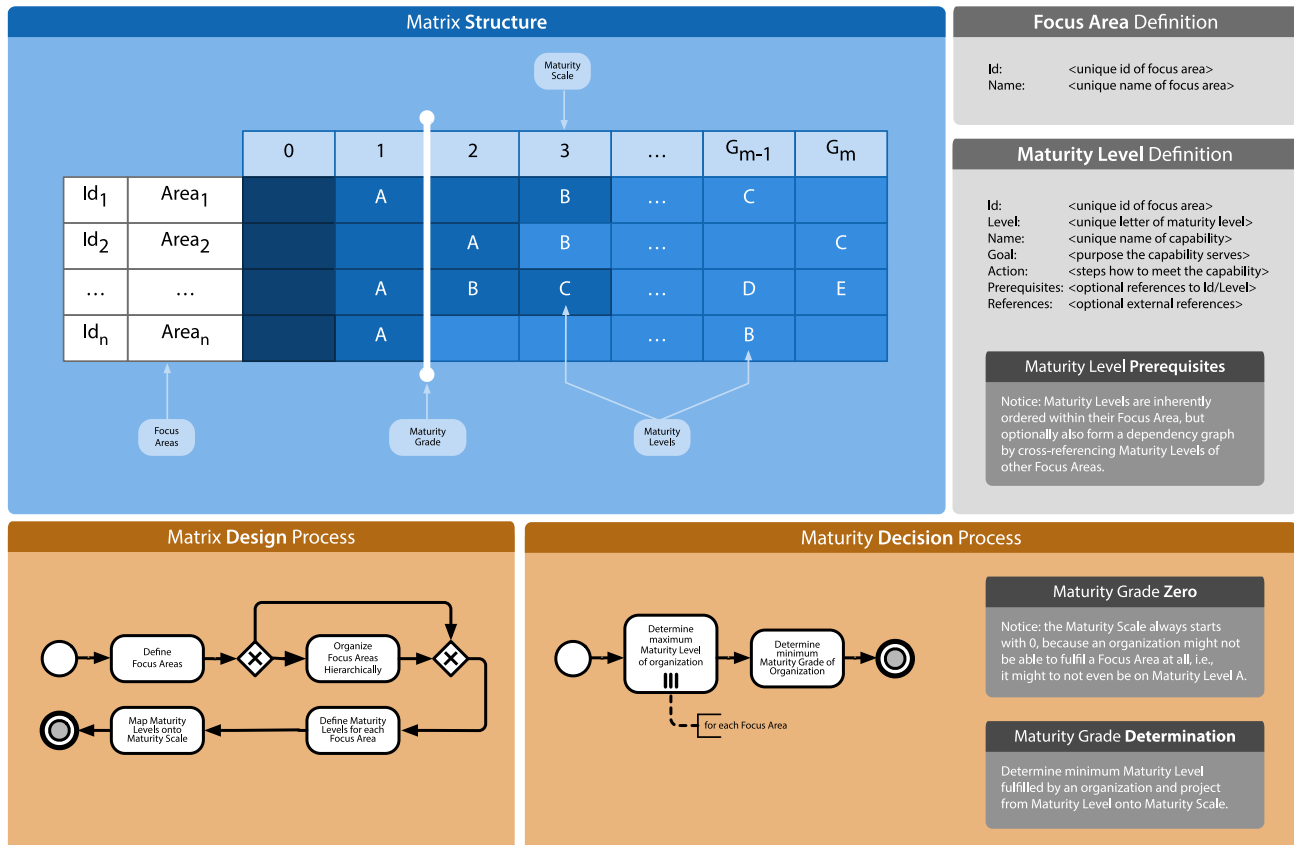 Matrix Structure
Maturity
Scale
0 1 2 3 ... Gm-1 Gm
Id1 Area1 A B ... C
Id2 Area2 A B ... C
... ... A B C ... D E
Idn Arean A ... B
Focus
Areas
Maturity
Grade
Maturity
Levels
Focus Area Definition
Id: <unique id of focus area>
Name: <unique name of focus area>
Maturity Level Definition
Id: <unique id of focus area>
Level: <unique letter of maturity level>
Name: <unique name of capability>
Goal: <purpose the capability serves>
Action: <steps how to meet the capability>
Prerequisites: <optional references to Id/Level>
References: <optional external references>
Maturity Level Prerequisites
Notice: Maturity Levels are inherently
ordered within their Focus Area, but
optionally also form a dependency graph
by cross-referencing Maturity Levels of
other Focus Areas.
Matrix Design Process
Define
Focus Areas
Organize
Focus Areas
Hierarchically
Map Maturity
Levels onto
Maturity Scale
Define Maturity
Levels for each
Focus Area
Maturity Decision Process
Determine
maximum
Maturity Level
of organization
Determine
minimum
Maturity Grade of
Organization
for each Focus Area
Maturity Grade Zero
Notice: the Maturity Scale always starts
with 0, because an organization might not
be able to fulfil a Focus Area at all, i.e.,
it might to not even be on Maturity Level A.
Maturity Grade Determination
Determine minimum Maturity Level
fulfilled by an organization and project
from Maturity Level onto Maturity Scale.